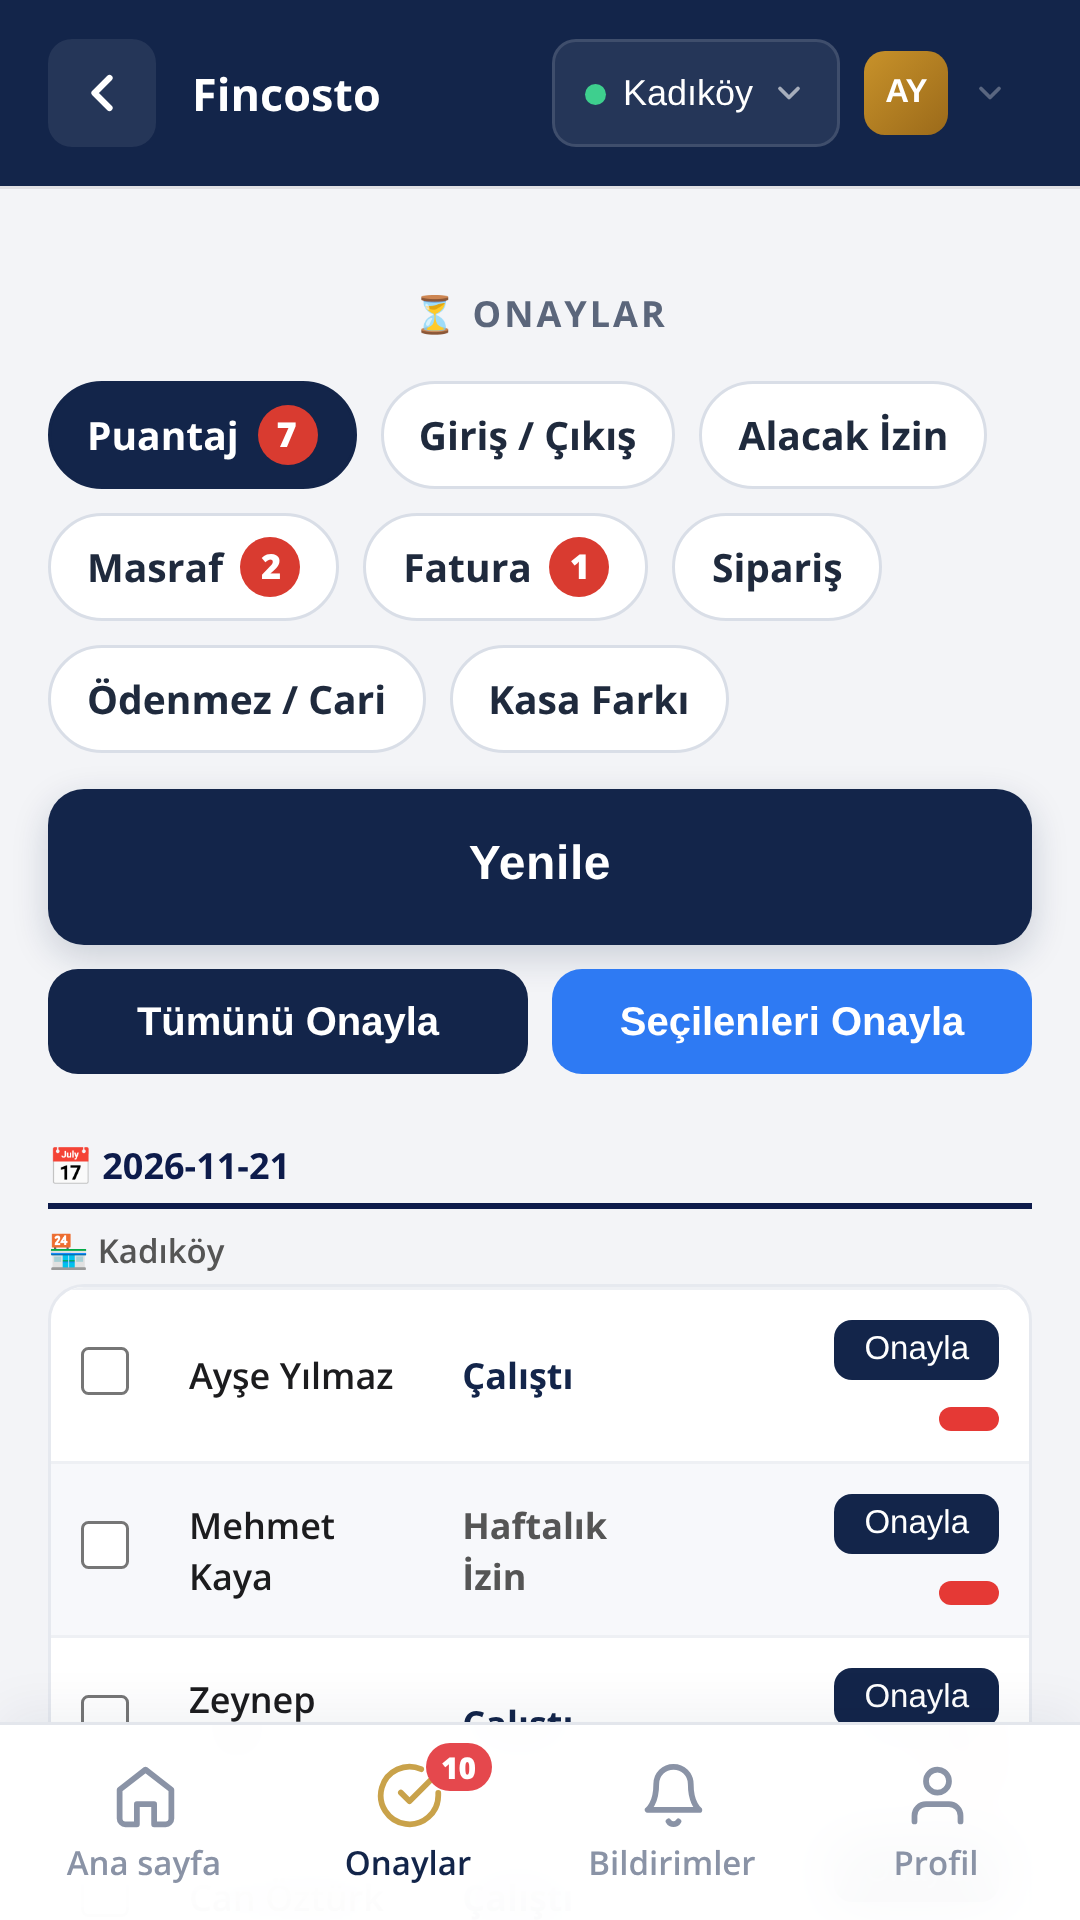 Fincosto
Kadıköy
AY
⏳ ONAYLAR
Puantaj 7
Giriş / Çıkış
Alacak İzin
Masraf 2
Fatura 1
Sipariş
Ödenmez / Cari
Kasa Farkı
Yenile
Tümünü Onayla
Seçilenleri Onayla
📅 2026-11-21
🏪 Kadıköy
Ayşe Yılmaz
Çalıştı
Onayla
Mehmet
Kaya
Haftalık
İzin
Onayla
Zeynep
Çalıştı
Onayla
10
Ana sayfa
Onaylar
Bildirimler
Profil